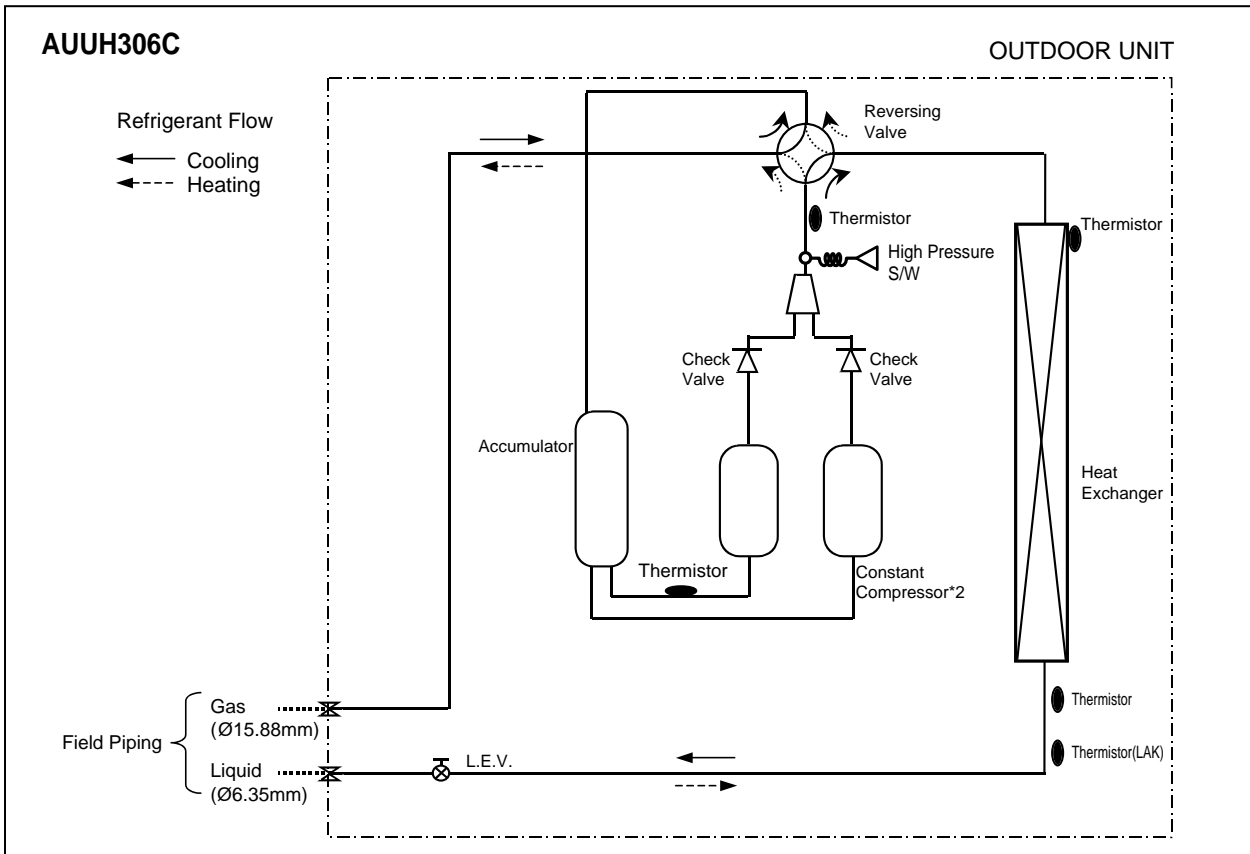 AUUH306C
OUTDOOR UNIT
Refrigerant Flow
Cooling
Heating
Reversing
Valve
Thermistor
Thermistor
High Pressure
S/W
Check
Valve
Check
Valve
Accumulator
Heat
Exchanger
Thermistor
Constant
Compressor*2
Thermistor
Gas
(Ø15.88mm)
Field Piping
Thermistor(LAK)
L.E.V.
Liquid
(Ø6.35mm)